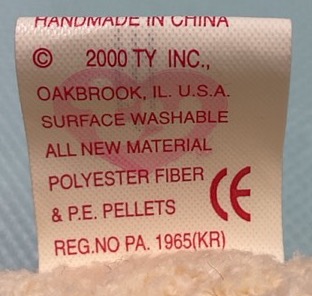 HANDMADE IN CHINA
© 2000 TY INC.,
OAKBROOK, IL. U.S.A.
SURFACE WASHABLE
ALL NEW MATERIAL
POLYESTER FIBER
& P.E. PELLETS CE
REG.NO PA. 1965(KR)